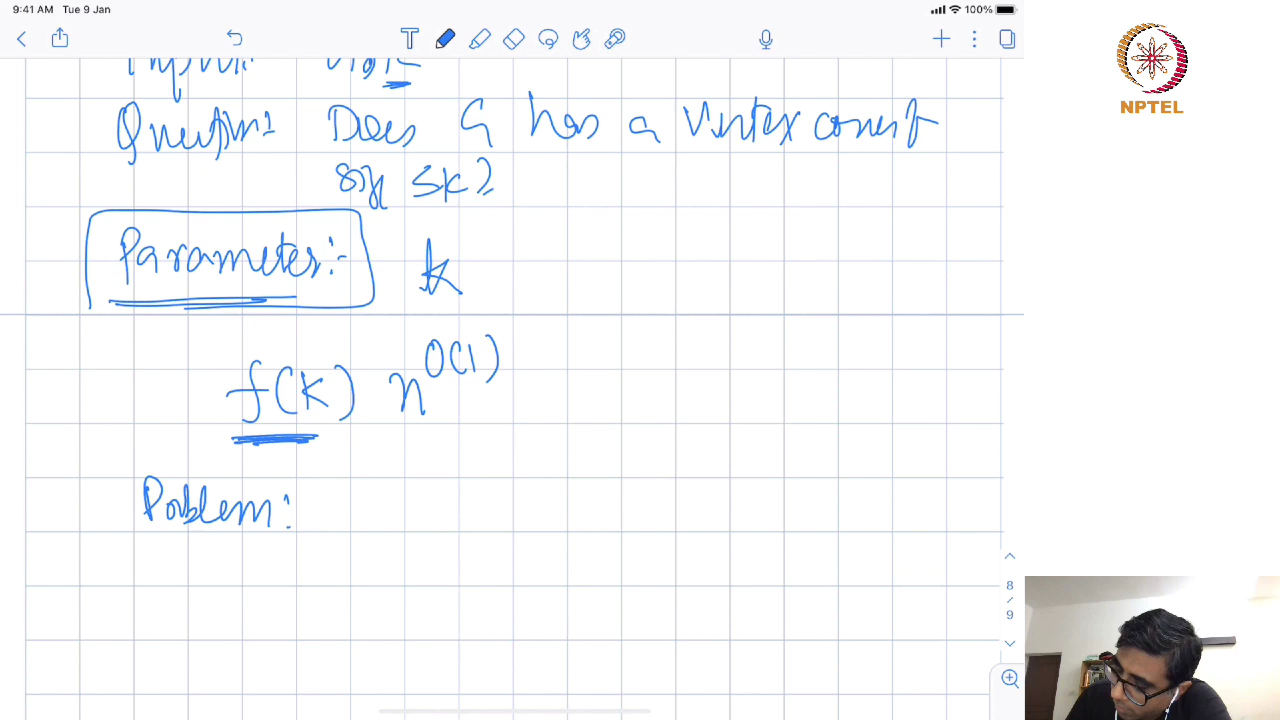 9:41 AM Tue 9 Jan
100%
NPTEL
Question: Does G has a vertex cover of
size ≤k?
Parameter:- k
f(k) n^O(1)
Problem:
8
9